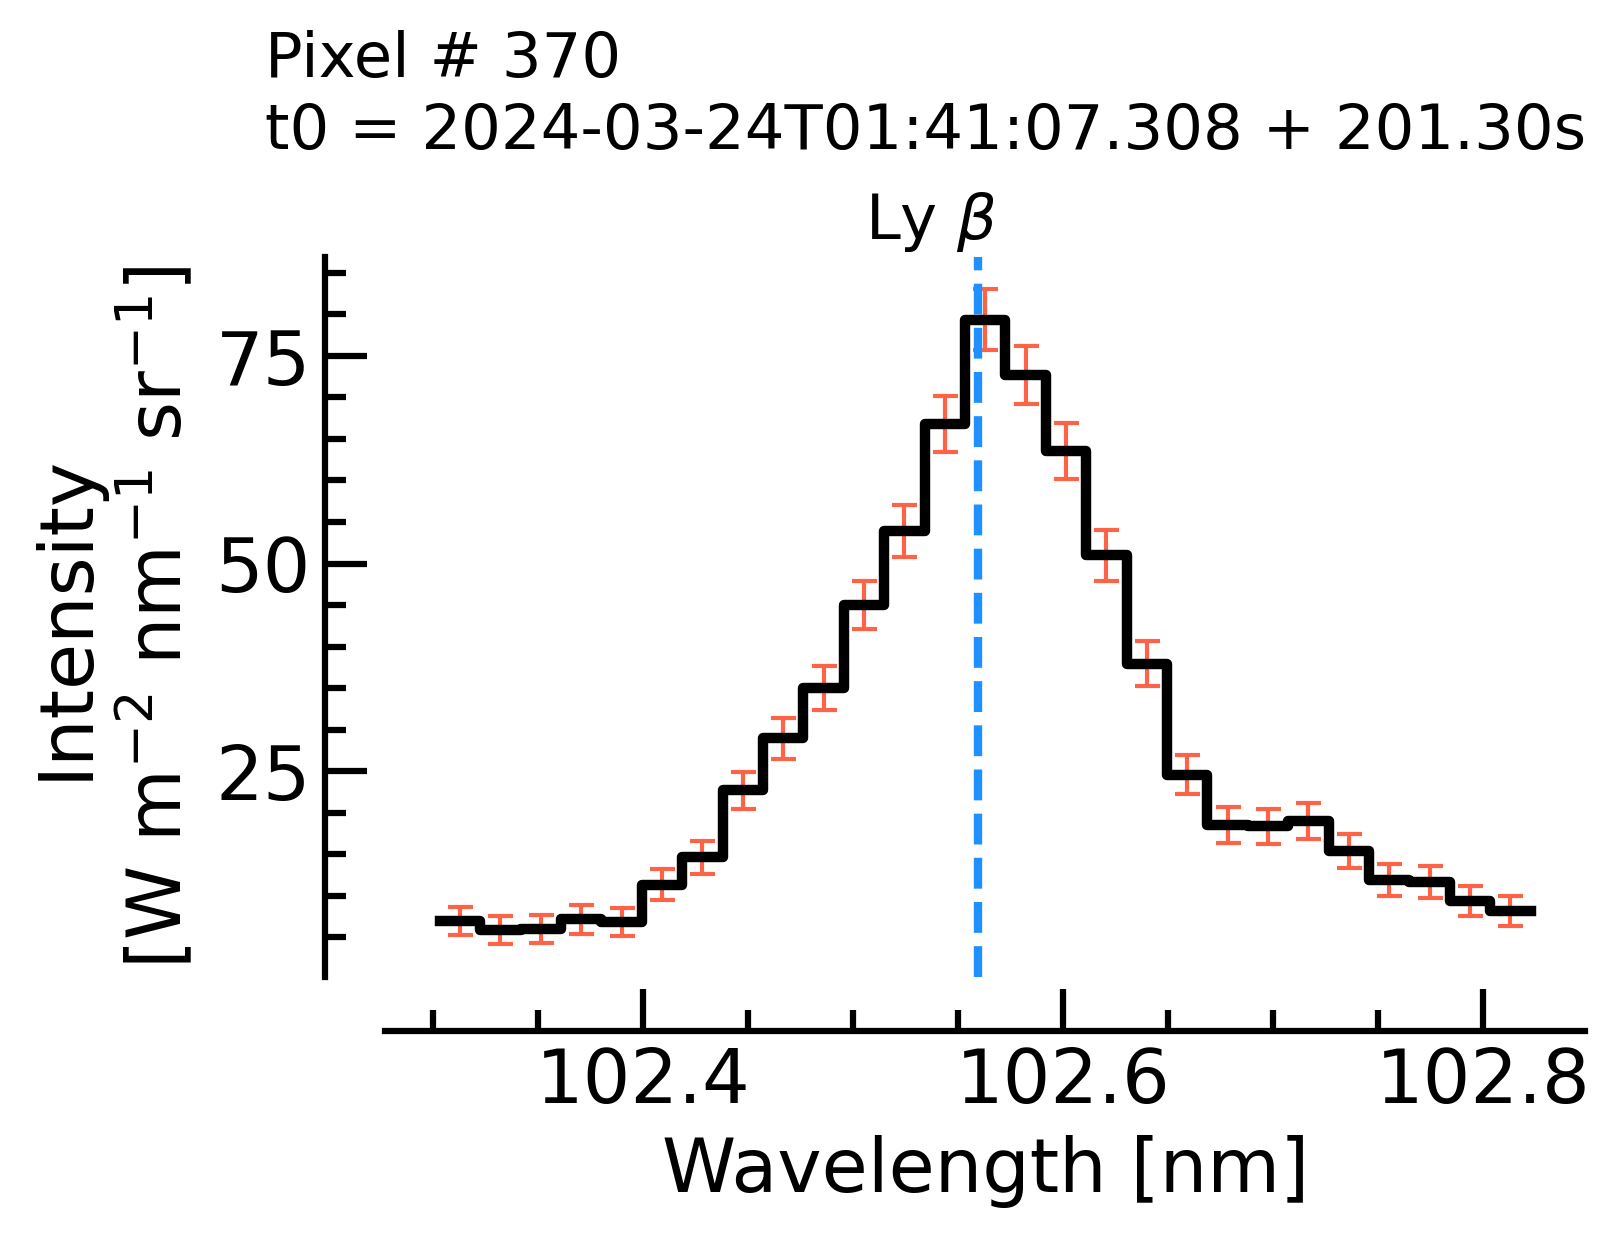 Pixel # 370
t0 = 2024-03-24T01:41:07.308 + 201.30s
Ly β
Intensity
[W m⁻² nm⁻¹ sr⁻¹]
75
50
25
102.4 102.6 102.8
Wavelength [nm]